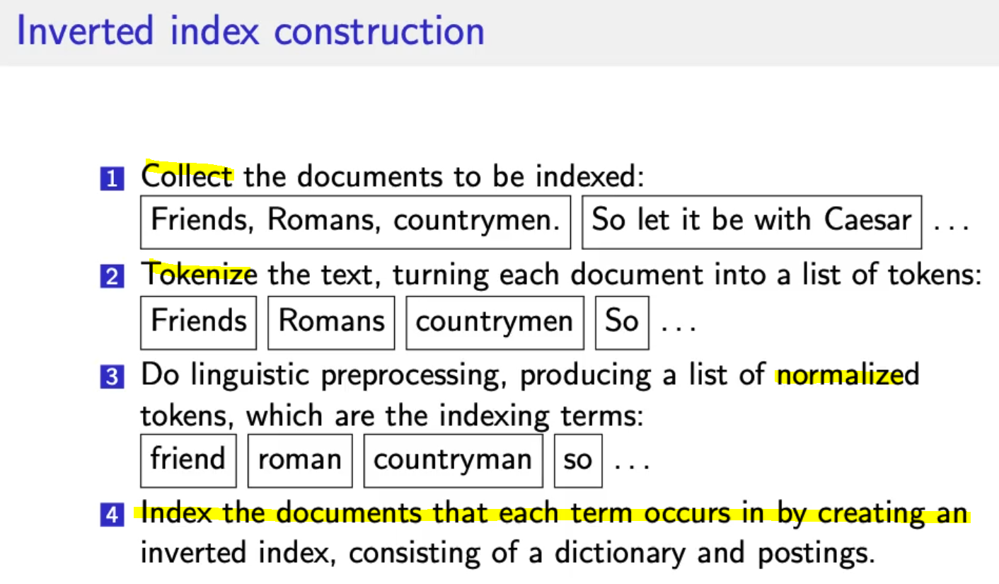 Inverted index construction
1 Collect the documents to be indexed:
Friends, Romans, countrymen. So let it be with Caesar . . .
2 Tokenize the text, turning each document into a list of tokens:
Friends Romans countrymen So . . .
3 Do linguistic preprocessing, producing a list of normalized
tokens, which are the indexing terms:
friend roman countryman so . . .
4 Index the documents that each term occurs in by creating an
inverted index, consisting of a dictionary and postings.